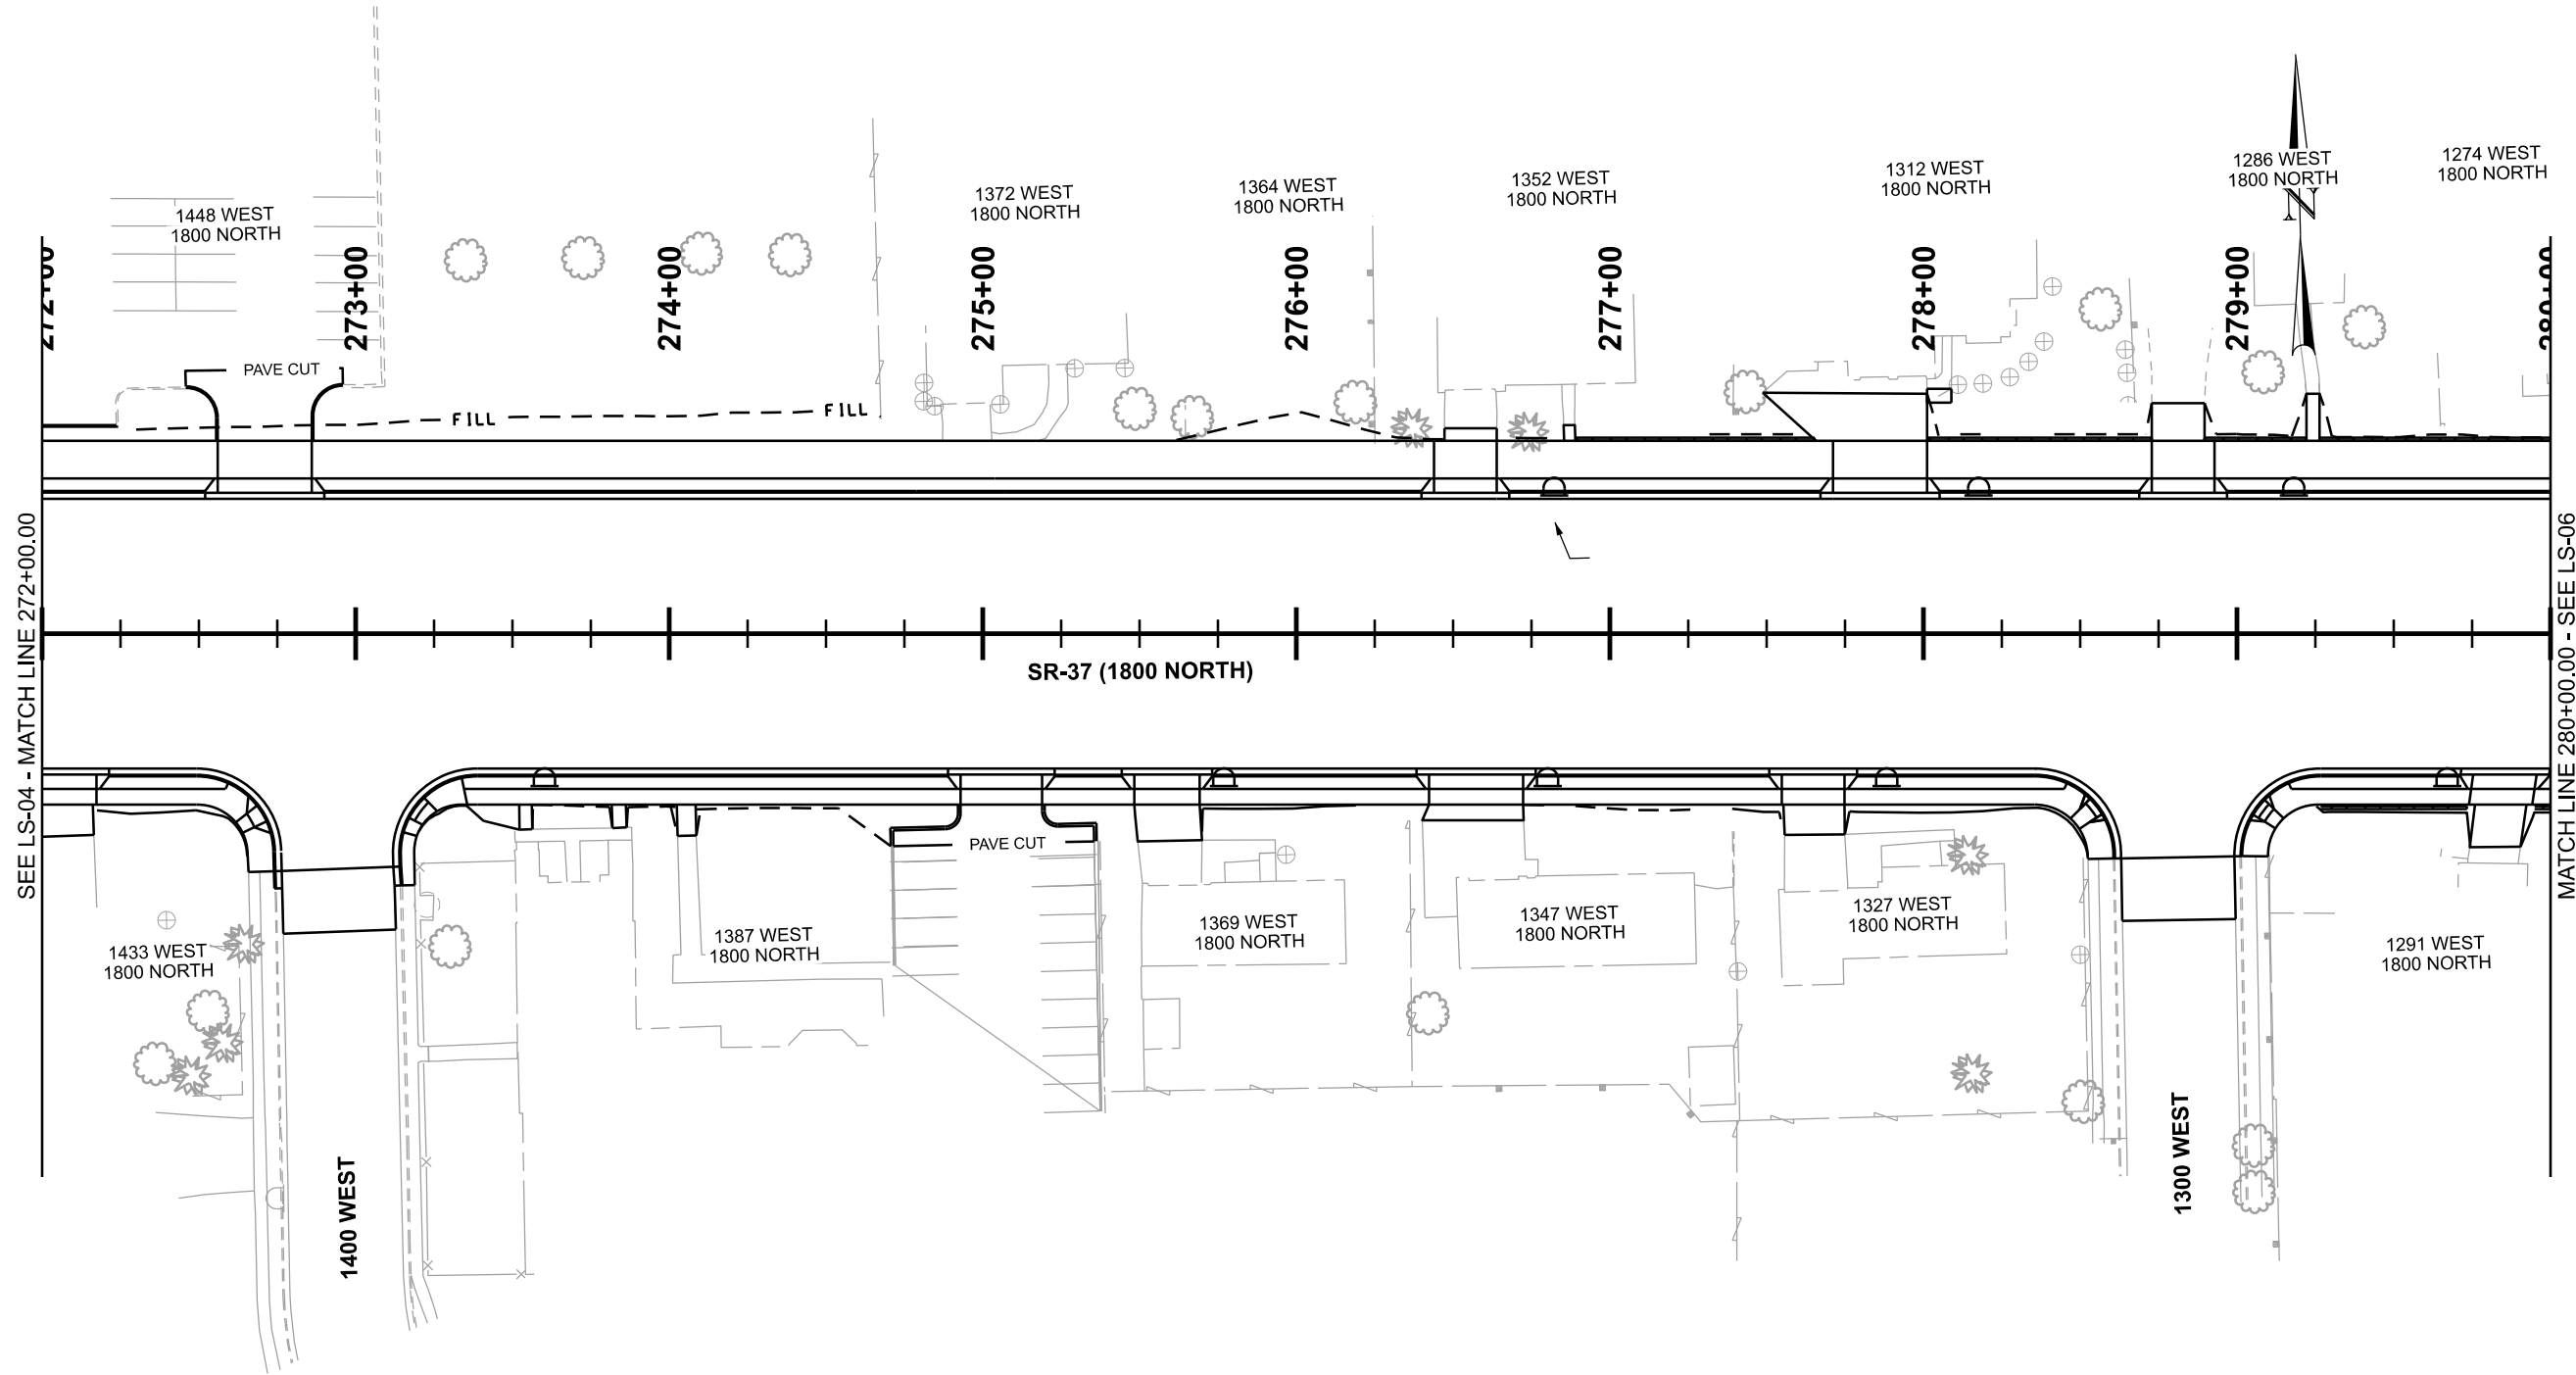 1448 WEST
1800 NORTH
1372 WEST
1800 NORTH
1364 WEST
1800 NORTH
1352 WEST
1800 NORTH
1312 WEST
1800 NORTH
1286 WEST
1800 NORTH
1274 WEST
1800 NORTH
N
272+00
273+00
274+00
275+00
276+00
277+00
278+00
279+00
280+00
PAVE CUT
FILL
FILL
SEE LS-04 - MATCH LINE 272+00.00
MATCH LINE 280+00.00 - SEE LS-06
SR-37 (1800 NORTH)
PAVE CUT
1433 WEST
1800 NORTH
1387 WEST
1800 NORTH
1369 WEST
1800 NORTH
1347 WEST
1800 NORTH
1327 WEST
1800 NORTH
1291 WEST
1800 NORTH
1400 WEST
1300 WEST